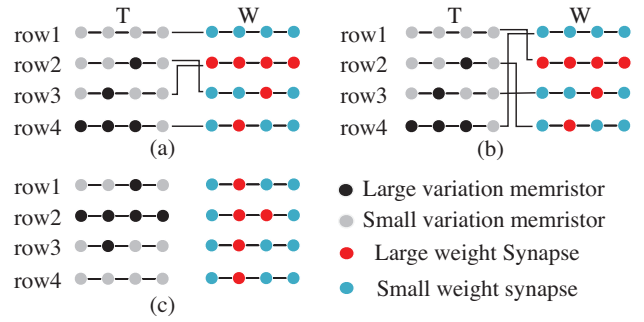 T W T W
row1 row1
row2 row2
row3 row3
row4 row4
(a) (b)
row1
row2
row3
row4
(c)
Large variation memristor
Small variation memristor
Large weight Synapse
Small weight synapse